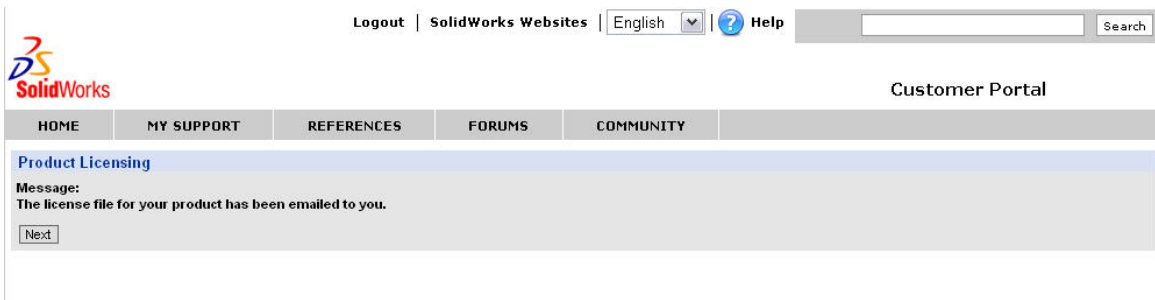 Logout | SolidWorks Websites | English | ? Help Search
SolidWorks
Customer Portal
HOME MY SUPPORT REFERENCES FORUMS COMMUNITY
Product Licensing
Message:
The license file for your product has been emailed to you.
Next